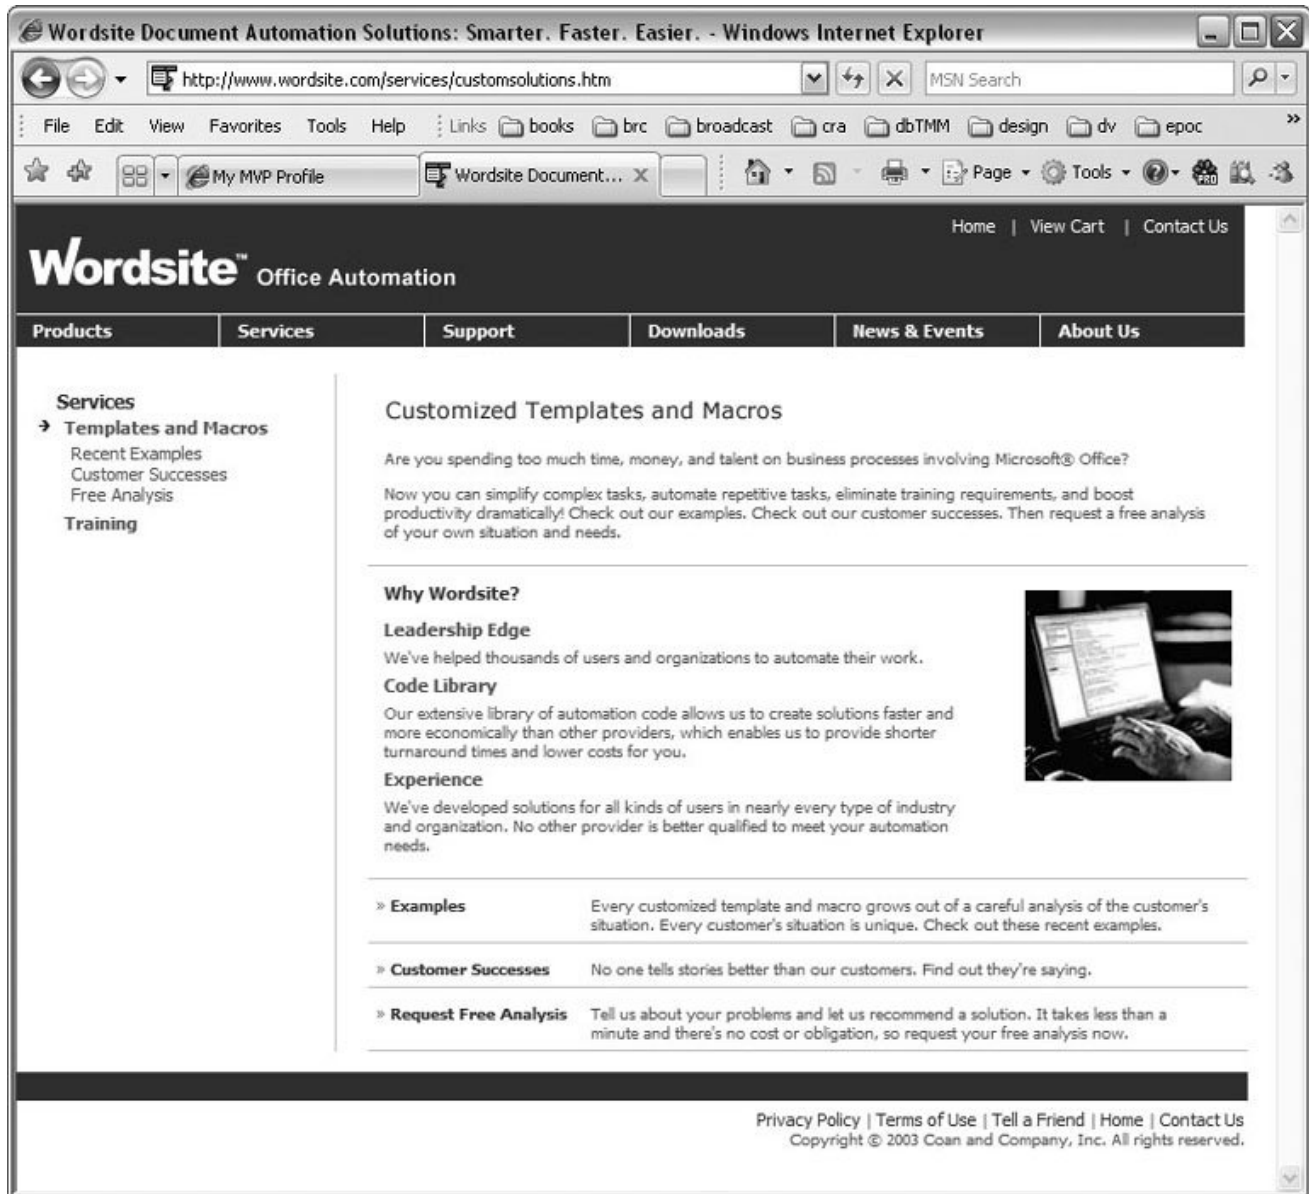 Wordsite Document Automation Solutions: Smarter. Faster. Easier. - Windows Internet Explorer
http://www.wordsite.com/services/customsolutions.htm
MSN Search
File Edit View Favorites Tools Help Links books brc broadcast cra dbTMM design dv epoc »
My MVP Profile Wordsite Document... X Page Tools PRO
Home | View Cart | Contact Us
Wordsite™ Office Automation
Products Services Support Downloads News & Events About Us
Services
Templates and Macros
Recent Examples
Customer Successes
Free Analysis
Training
Customized Templates and Macros
Are you spending too much time, money, and talent on business processes involving Microsoft® Office?
Now you can simplify complex tasks, automate repetitive tasks, eliminate training requirements, and boost
productivity dramatically! Check out our examples. Check out our customer successes. Then request a free analysis
of your own situation and needs.
Why Wordsite?
Leadership Edge
We've helped thousands of users and organizations to automate their work.
Code Library
Our extensive library of automation code allows us to create solutions faster and
more economically than other providers, which enables us to provide shorter
turnaround times and lower costs for you.
Experience
We've developed solutions for all kinds of users in nearly every type of industry
and organization. No other provider is better qualified to meet your automation
needs.
» Examples Every customized template and macro grows out of a careful analysis of the customer's
situation. Every customer's situation is unique. Check out these recent examples.
» Customer Successes No one tells stories better than our customers. Find out they're saying.
» Request Free Analysis Tell us about your problems and let us recommend a solution. It takes less than a
minute and there's no cost or obligation, so request your free analysis now.
Privacy Policy | Terms of Use | Tell a Friend | Home | Contact Us
Copyright © 2003 Coan and Company, Inc. All rights reserved.